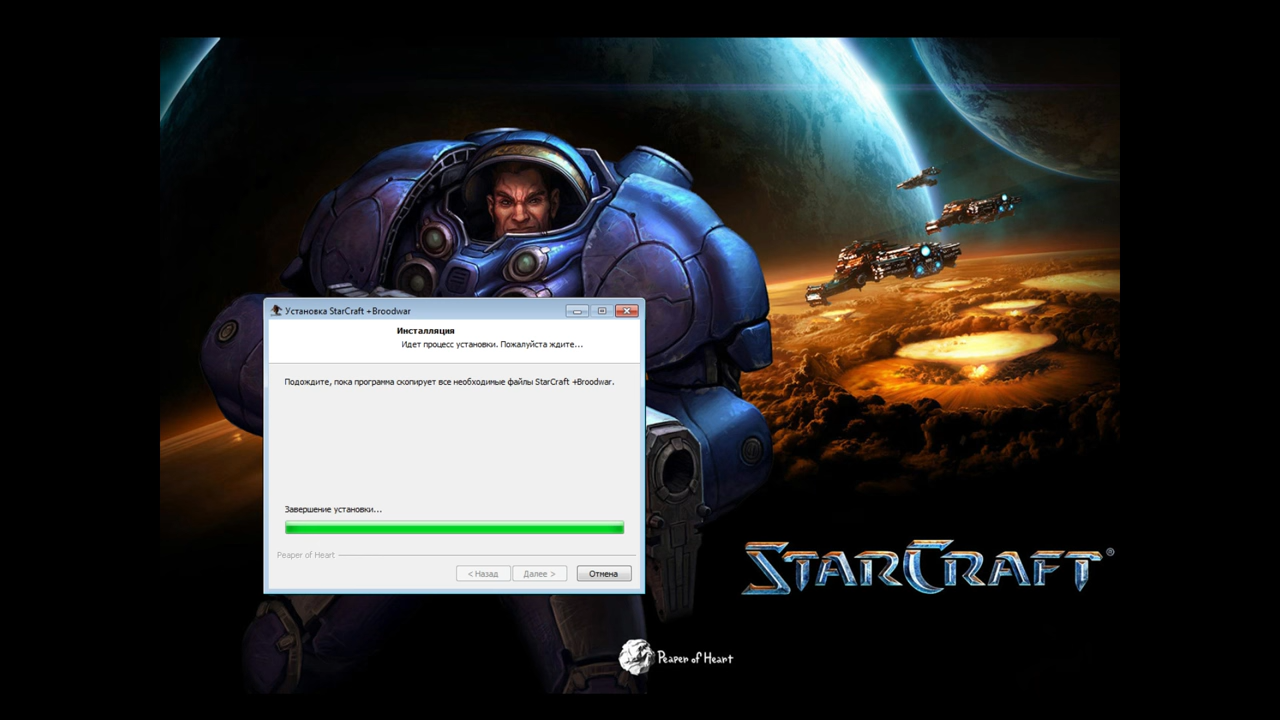 Установка StarCraft +Broodwar
Инсталляция
Идет процесс установки. Пожалуйста ждите...
Подождите, пока программа скопирует все необходимые файлы StarCraft +Broodwar.
Завершение установки...
Peaper of Heart
< Назад
Далее >
Отмена
STARCRAFT®
Peaper of Heart